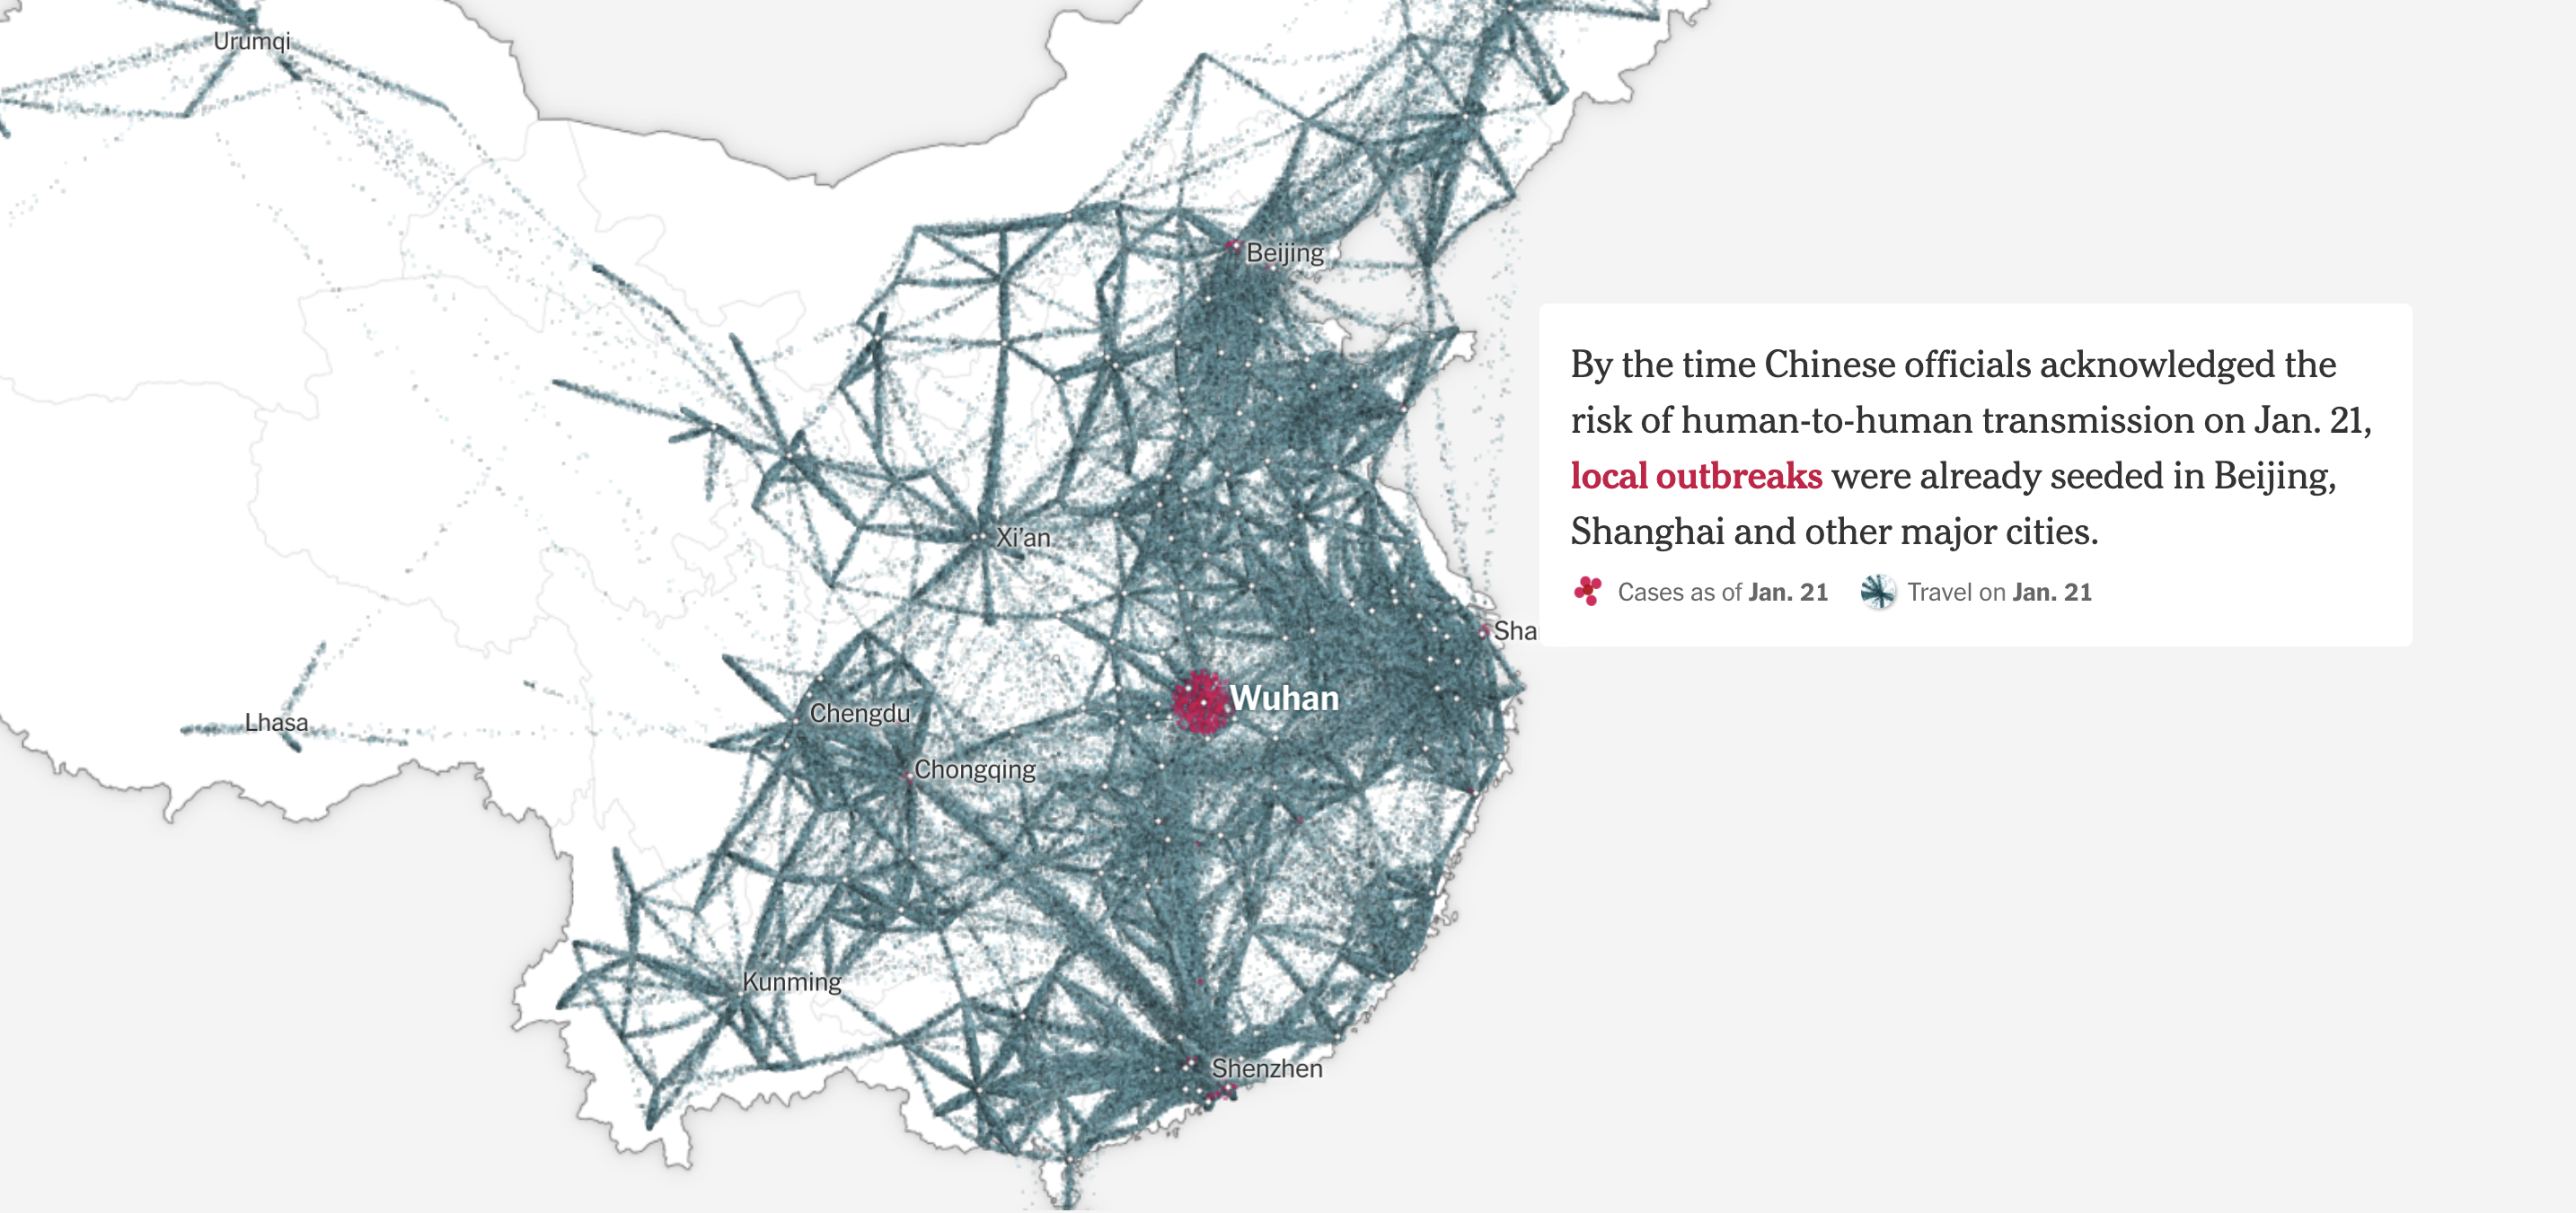 Urumqi
Beijing
By the time Chinese officials acknowledged the
risk of human-to-human transmission on Jan. 21,
local outbreaks were already seeded in Beijing,
Shanghai and other major cities.
Cases as of Jan. 21 Travel on Jan. 21
Xi'an
Sha
Wuhan
Chengdu
Lhasa
Chongqing
Kunming
Shenzhen